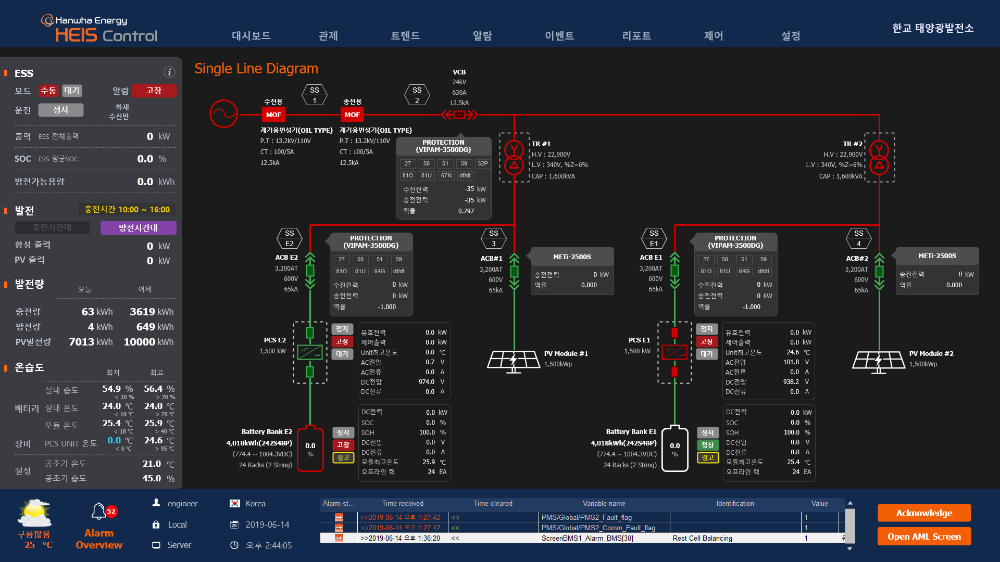 Hanwha Energy
HEIS Control
대시보드 관제 트렌드 알람 이벤트 리포트 제어 설정
한교 태양광발전소
ESS
모드 수동 대기 알람 고장
운전 정지 화재
수신반
출력 ESS 전체출력 0 kW
SOC ESS 평균SOC 0.0 %
방전가능용량 0.0 kWh
발전 충전시간 10:00 ~ 16:00
충전시간대 방전시간대
합성 출력 0 kW
PV 출력 0 kW
발전량 오늘 어제
충전량 63 kWh 3619 kWh
방전량 4 kWh 649 kWh
PV발전량 7013 kWh 10000 kWh
온습도 최저 최고
실내 습도 54.9 % 56.4 %
< 20 % > 70 %
배터리 실내 온도 24.0 ℃ 24.0 ℃
< 18 ℃ > 28 ℃
모듈 온도 25.4 ℃ 25.9 ℃
< 18 ℃ > 40 ℃
장비 PCS UNIT 온도 0.0 ℃ 24.6 ℃
< 0 ℃ > 95 ℃
설정 공조기 온도 21.0 ℃
공조기 습도 45.0 %
Single Line Diagram
수전용
MOF
계기용변성기(OIL TYPE)
P.T : 13.2kV/110V
CT : 100/5A
12.5kA
SS
1
송전용
MOF
계기용변성기(OIL TYPE)
P.T : 13.2kV/110V
CT : 100/5A
12.5kA
SS
2
VCB
24kV
630A
12.5kA
PROTECTION
(VIPAM-3500DG)
27 50 51 59 32P
81O 81U 67N df/dt
수전전력 -35 kW
송전전력 -35 kW
역률 0.797
TR #1
H.V : 22,900V
L.V : 340V, %Z=6%
CAP : 1,600kVA
TR #2
H.V : 22,900V
L.V : 340V, %Z=6%
CAP : 1,600kVA
SS
E2
ACB E2
3,200AT
600V
65kA
PROTECTION
(VIPAM-3500DG)
27 50 51 59
81O 81U 64G df/dt
수전전력 0 kW
송전전력 0 kW
역률 -1.000
SS
3
ACB#1
3,200AT
600V
65kA
METi-2500S
송전전력 0 kW
역률 0.000
SS
E1
ACB E1
3,200AT
600V
65kA
PROTECTION
(VIPAM-3500DG)
27 50 51 59
81O 81U 64G df/dt
수전전력 0 kW
송전전력 0 kW
역률 -1.000
SS
4
ACB#2
3,200AT
600V
65kA
METi-2500S
송전전력 0 kW
역률 0.000
PCS E2
1,500 kW
정지
고장
대기
유효전력 0.0 kW
제어출력 0.0 kW
Unit최고온도 0.0 ℃
AC전압 0.7 V
AC전류 0.0 A
DC전압 974.0 V
DC전류 0.0 A
PV Module #1
1,500kWp
PCS E1
1,500 kW
정지
고장
대기
유효전력 0.0 kW
제어출력 0.0 kW
Unit최고온도 24.6 ℃
AC전압 101.8 V
AC전류 0.0 A
DC전압 938.2 V
DC전류 0.0 A
PV Module #2
1,500kWp
Battery Bank E2
4,018kWh(242S48P)
(774.4 ~ 1004.3VDC)
24 Racks (2 String)
0.0
%
정지
고장
경고
DC전력 0.0 kW
SOC 0.0 %
SOH 100.0 %
DC전압 0.0 V
DC전류 0.0 A
모듈최고온도 25.9 ℃
오프라인 랙 24 EA
Battery Bank E1
4,018kWh(242S48P)
(774.4 ~ 1004.3VDC)
24 Racks (2 String)
0.0
%
정지
정상
경고
DC전력 0.0 kW
SOC 0.0 %
SOH 100.0 %
DC전압 0.0 V
DC전류 0.0 A
모듈최고온도 25.4 ℃
오프라인 랙 24 EA
구름많음
25 ℃
52
Alarm
Overview
engineer
Local
Server
Korea
28 2019-06-14
오후 2:44:05
Alarm st... Time received Time cleared Variable name Identification Value
>>2019-06-14 오후 1:27:42 << PMS/Global/PMS2_Fault_flag 1
>>2019-06-14 오후 1:27:42 << PMS/Global/PMS2_Comm_Fault_flag 1
>>2019-06-14 오후 1:36:20 << ScreenBMS1_Alarm_BMS[30] Rest Cell Balancing 1
Acknowledge
Open AML Screen